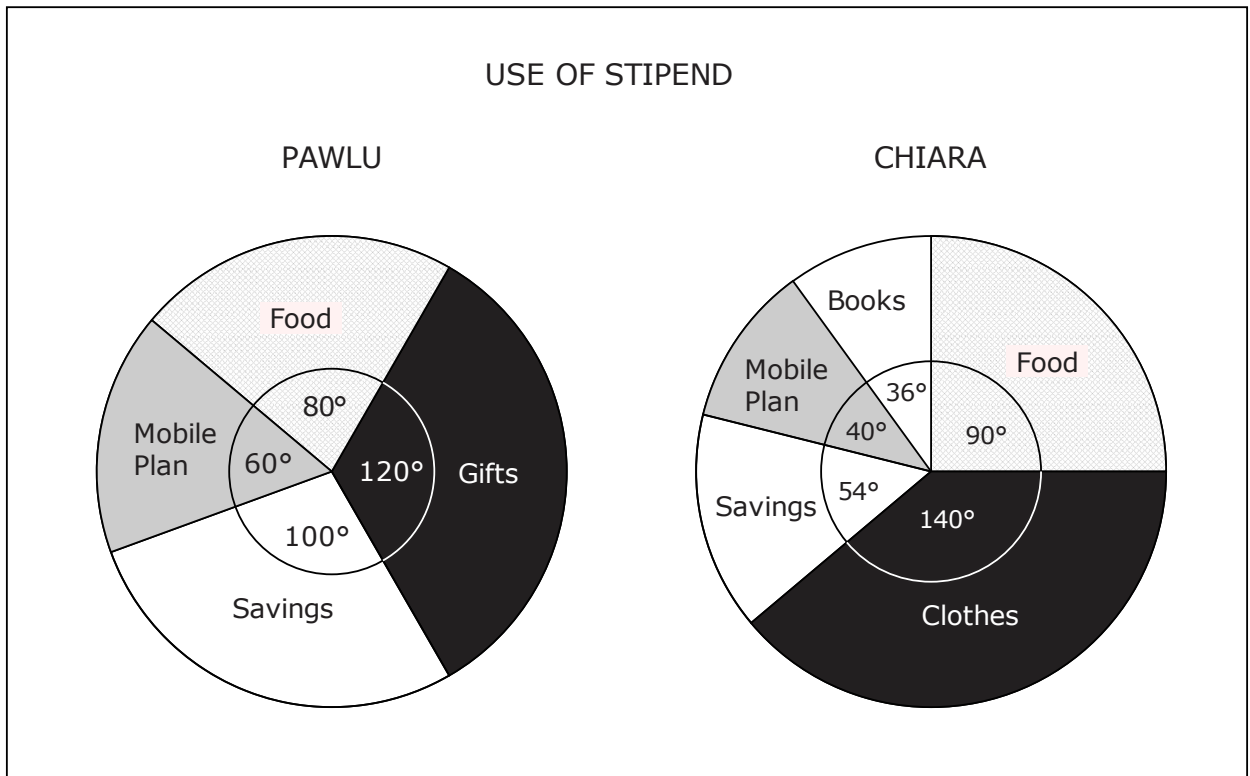 USE OF STIPEND
PAWLU
Food
80°
Mobile
Plan
60°
120°
Gifts
100°
Savings
CHIARA
Books
Food
Mobile
Plan
36°
40°
90°
Savings
54°
140°
Clothes